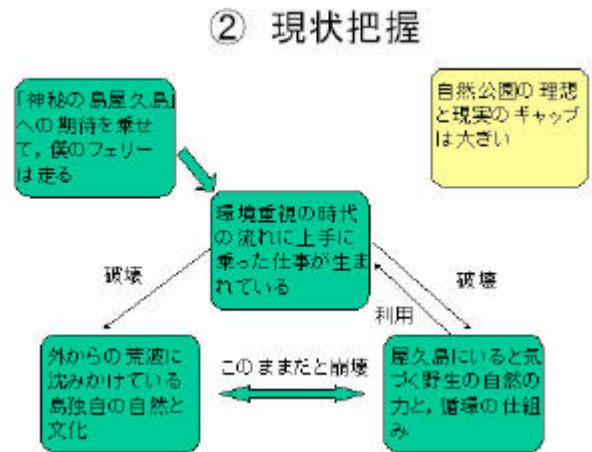 ② 現状把握
「神秘の島屋久島」
への期待を乗せ
て，僕のフェリー
は走る
自然公園の理想
と現実のギャップ
は大きい
環境重視の時代
の流れに上手に
乗った仕事が生ま
れている
破壊
破壊
利用
外からの荒波に
沈みかけている
島独自の自然と
文化
このままだと崩壊
屋久島にいると気
づく野生の自然の
力と，循環の仕組
み